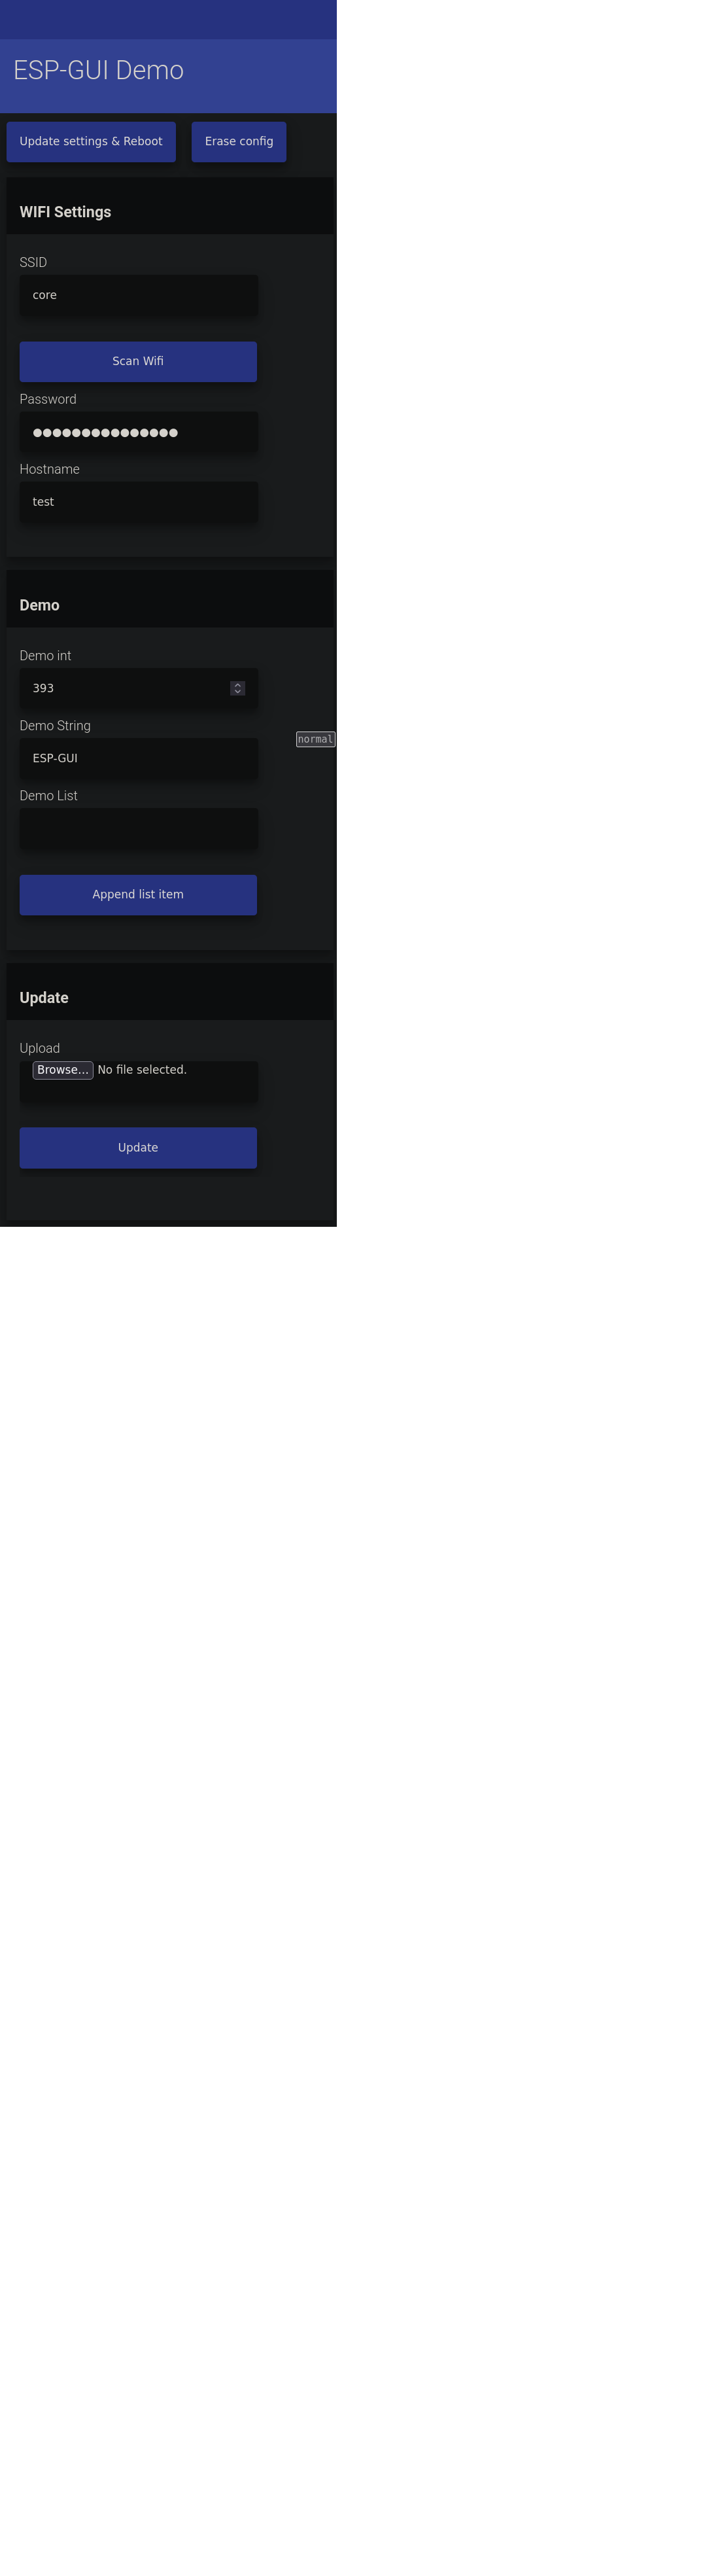 ESP-GUI Demo
Update settings & Reboot Erase config
WIFI Settings
SSID
core
Scan Wifi
Password
●●●●●●●●●●●●●●●
Hostname
test
Demo
Demo int
393
Demo String
normal
ESP-GUI
Demo List
Append list item
Update
Upload
Browse... No file selected.
Update